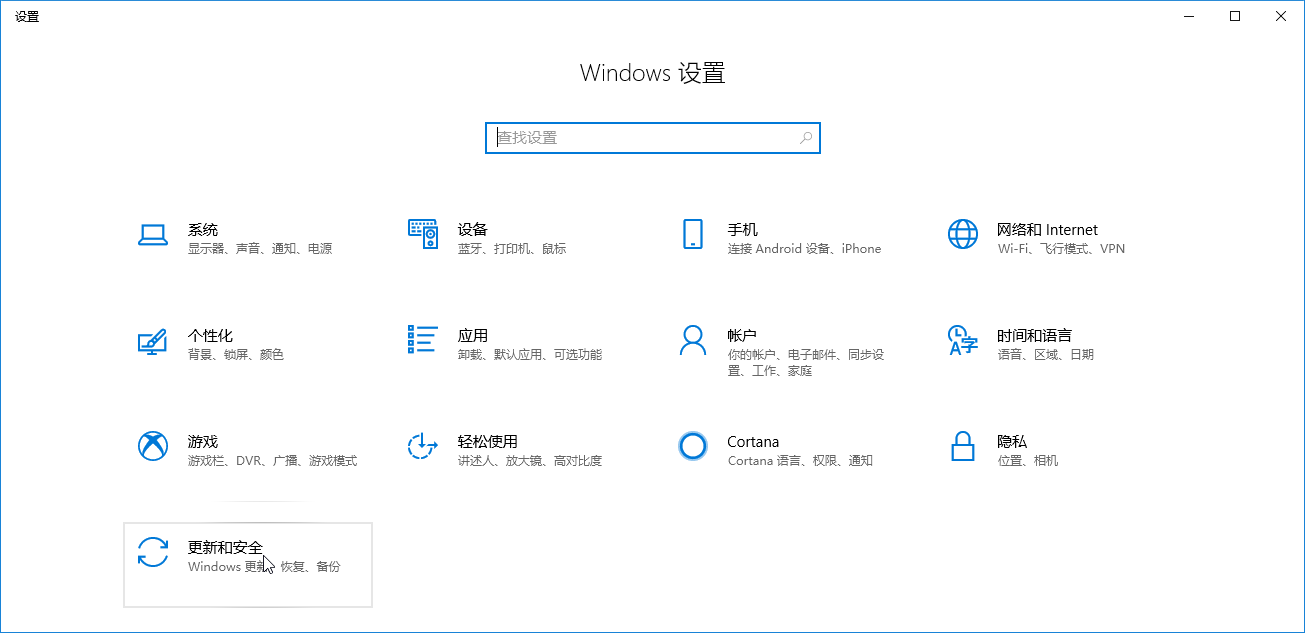 设置
Windows 设置
查找设置
系统
显示器、声音、通知、电源
设备
蓝牙、打印机、鼠标
手机
连接 Android 设备、iPhone
网络和 Internet
Wi-Fi、飞行模式、VPN
个性化
背景、锁屏、颜色
应用
卸载、默认应用、可选功能
帐户
你的帐户、电子邮件、同步设
置、工作、家庭
时间和语言
语音、区域、日期
游戏
游戏栏、DVR、广播、游戏模式
轻松使用
讲述人、放大镜、高对比度
Cortana
Cortana 语言、权限、通知
隐私
位置、相机
更新和安全
Windows 更新、恢复、备份